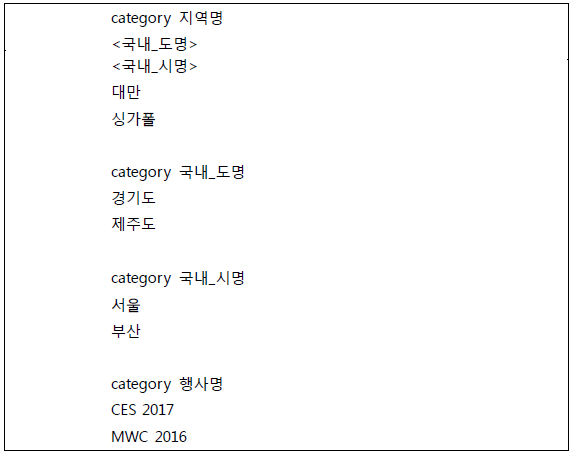 category 지역명
<국내_도명>
<국내_시명>
대만
싱가폴
category 국내_도명
경기도
제주도
category 국내_시명
서울
부산
category 행사명
CES 2017
MWC 2016